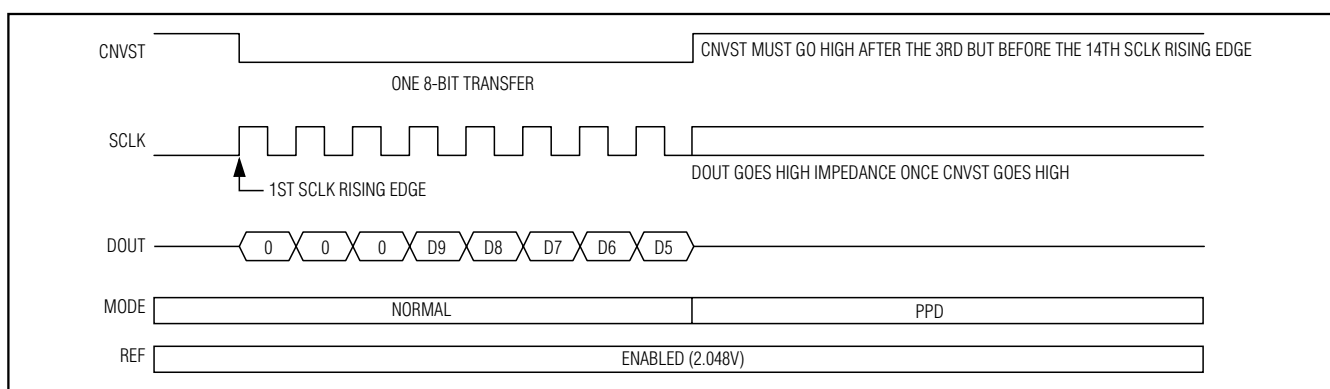 CNVST
CNVST MUST GO HIGH AFTER THE 3RD BUT BEFORE THE 14TH SCLK RISING EDGE
ONE 8-BIT TRANSFER
SCLK
DOUT GOES HIGH IMPEDANCE ONCE CNVST GOES HIGH
1ST SCLK RISING EDGE
DOUT 0 0 0 D9 D8 D7 D6 D5
MODE NORMAL PPD
REF ENABLED (2.048V)